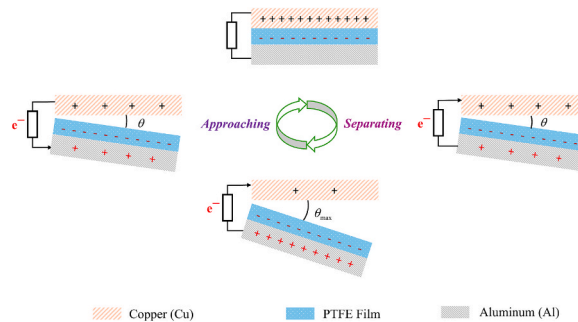 + + + + + + + + + + + +
- - - - - - - - - -
e−
+ + + +
θ
- - - - - - - - - -
+ + + +
Approaching
Separating
e−
+ + + +
θ
- - - - - - - - - -
+ + + +
e−
+ +
θmax
- - - - - - - - - -
+ + + + + + + + +
Copper (Cu)
PTFE Film
Aluminum (Al)